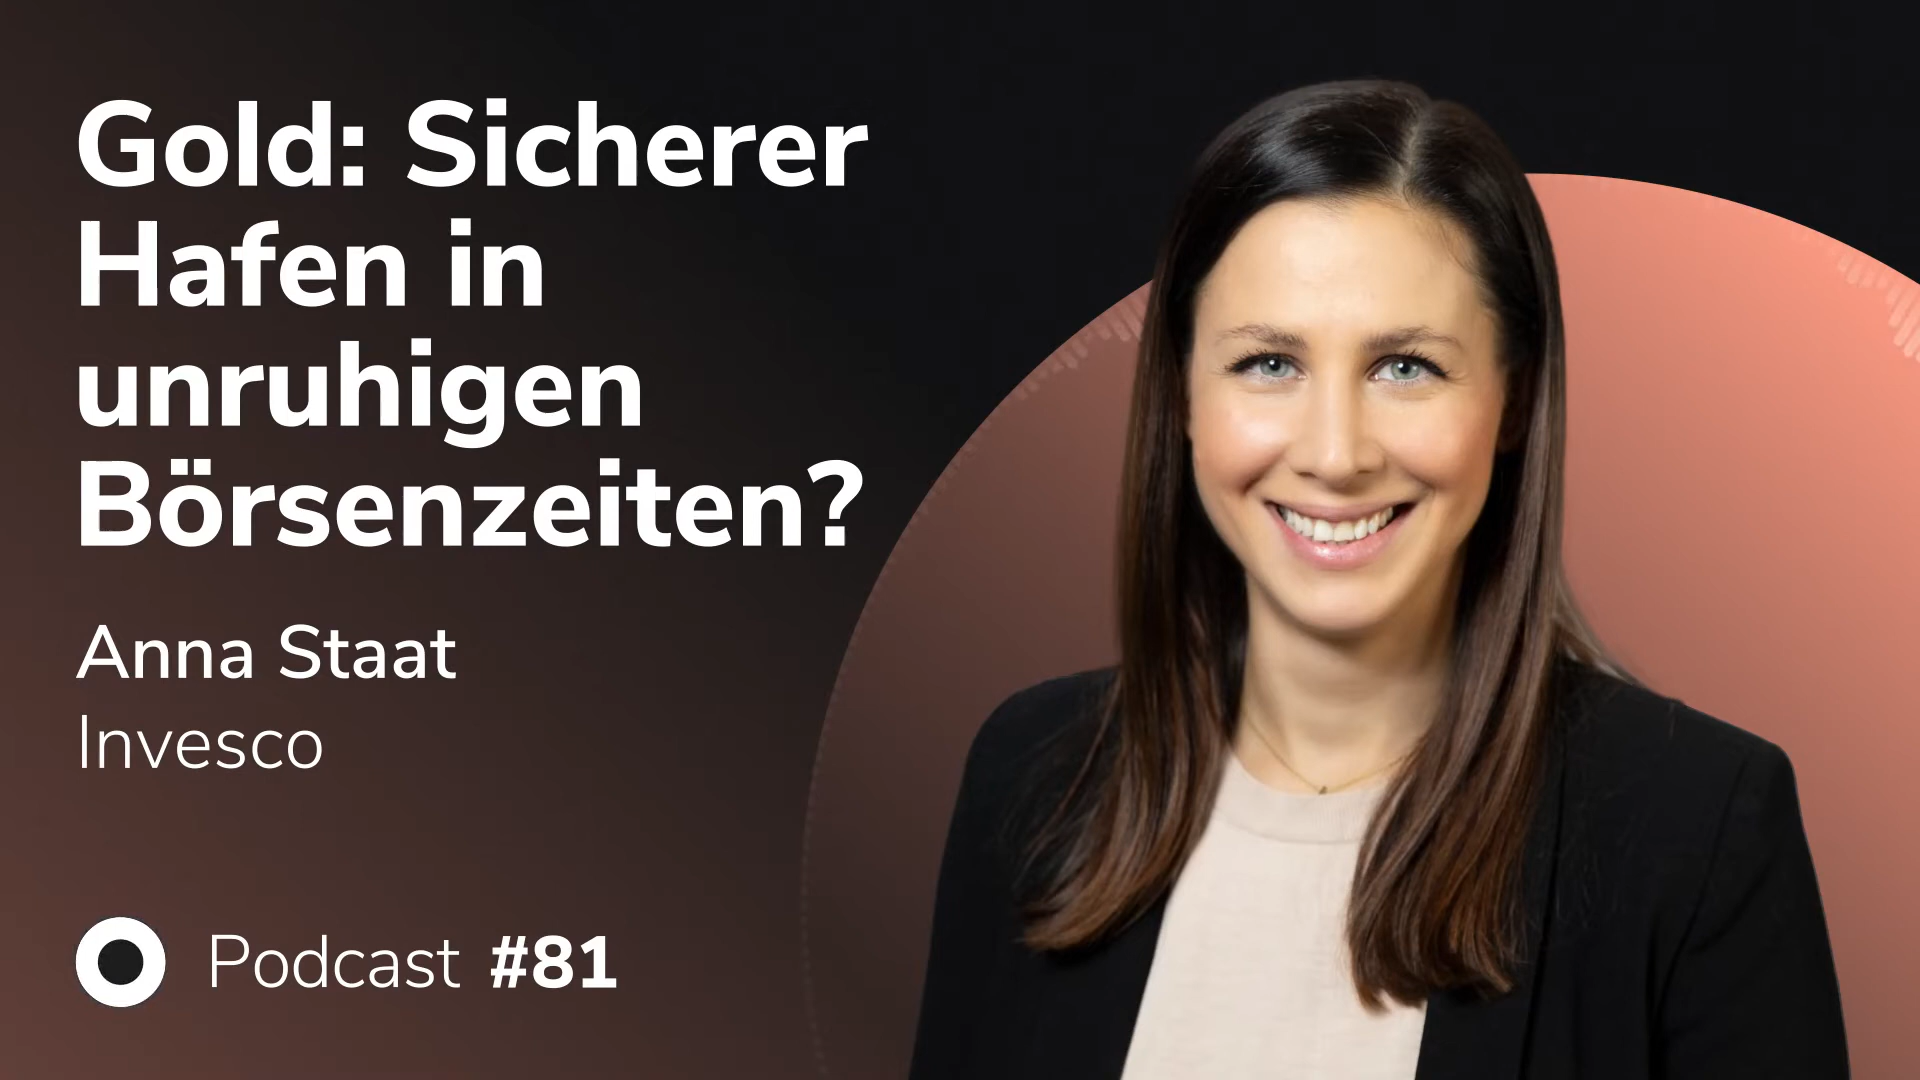 Gold: Sicherer
Hafen in
unruhigen
Börsenzeiten?
Anna Staat
Invesco
Podcast #81